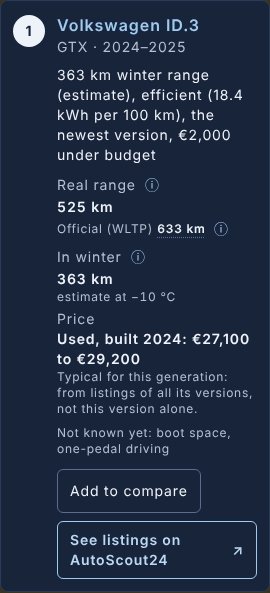 1
Volkswagen ID.3
GTX · 2024–2025
363 km winter range
(estimate), efficient (18.4
kWh per 100 km), the
newest version, €2,000
under budget
Real range ⓘ
525 km
Official (WLTP) 633 km ⓘ
In winter ⓘ
363 km
estimate at −10 °C
Price
Used, built 2024: €27,100
to €29,200
Typical for this generation:
from listings of all its versions,
not this version alone.
Not known yet: boot space,
one-pedal driving
Add to compare
See listings on
AutoScout24 ↗